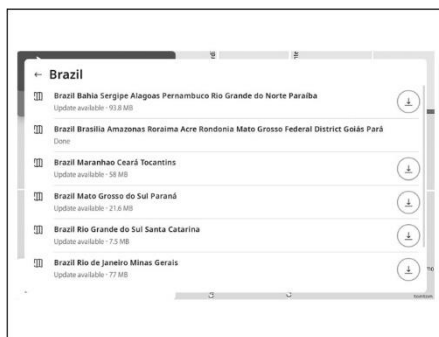 ← Brazil
Brazil Bahia Sergipe Alagoas Pernambuco Rio Grande do Norte Paraíba
Update available · 93.8 MB
Brazil Brasília Amazonas Roraima Acre Rondonia Mato Grosso Federal District Goiás Pará
Done
Brazil Maranhao Ceará Tocantins
Update available · 58 MB
Brazil Mato Grosso do Sul Paraná
Update available · 21.6 MB
Brazil Rio Grande do Sul Santa Catarina
Update available · 7.5 MB
Brazil Rio de Janeiro Minas Gerais
Update available · 77 MB